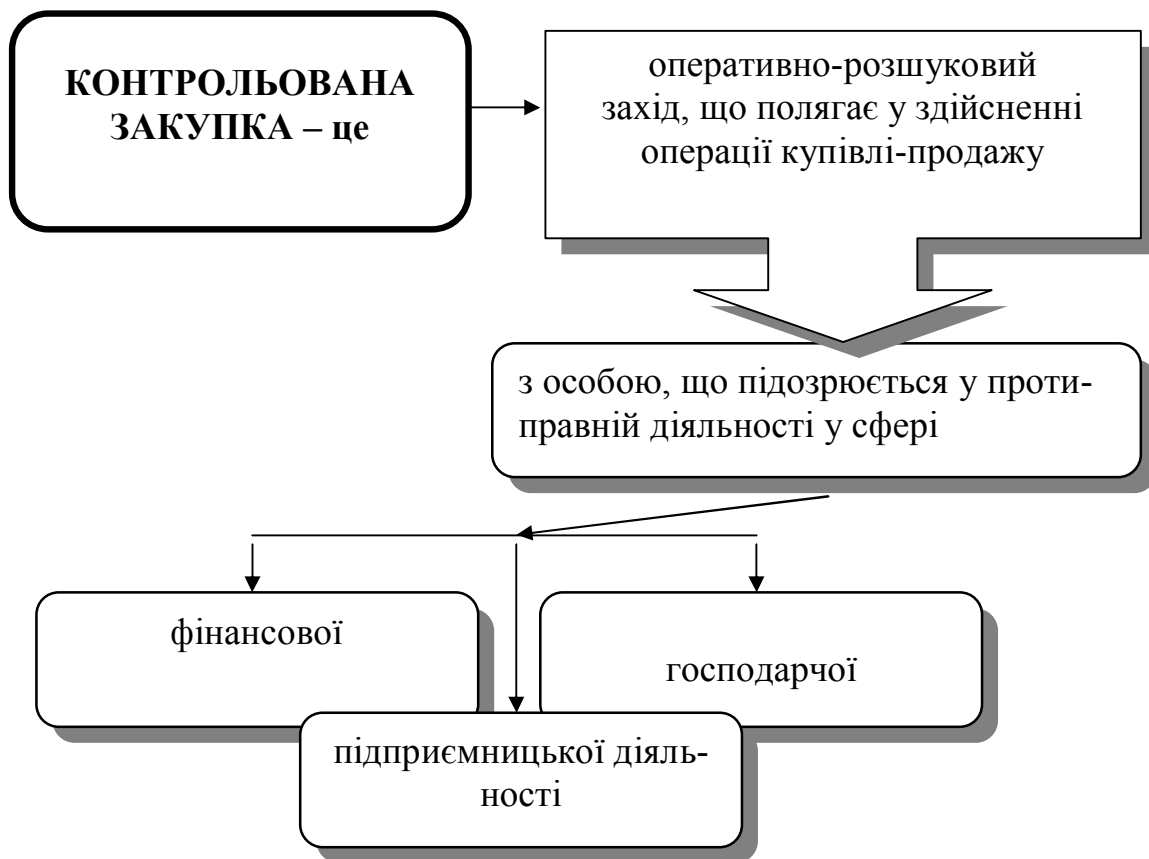 КОНТРОЛЬОВАНА
ЗАКУПКА – це
оперативно-розшуковий
захід, що полягає у здійсненні
операції купівлі-продажу
з особою, що підозрюється у проти-
правній діяльності у сфері
фінансової
господарчої
підприємницької діяль-
ності